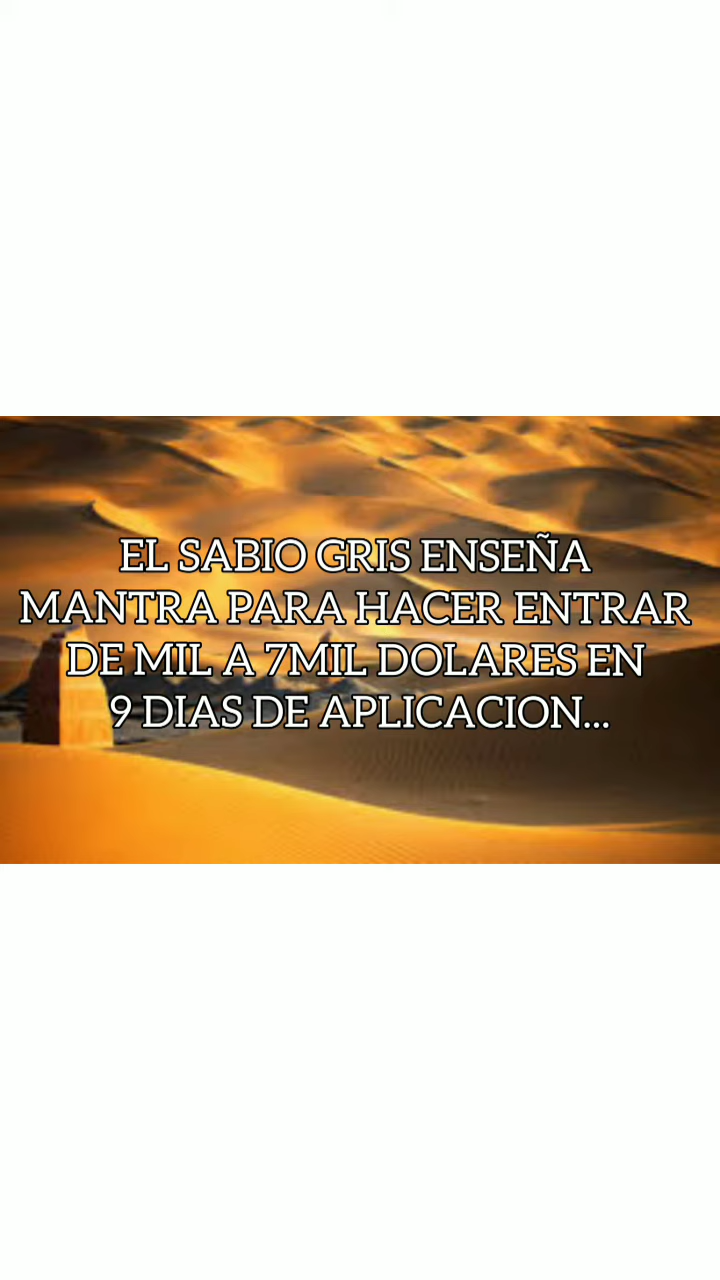 EL SABIO GRIS ENSEÑA
MANTRA PARA HACER ENTRAR
DE MIL A 7MIL DOLARES EN
9 DIAS DE APLICACION...